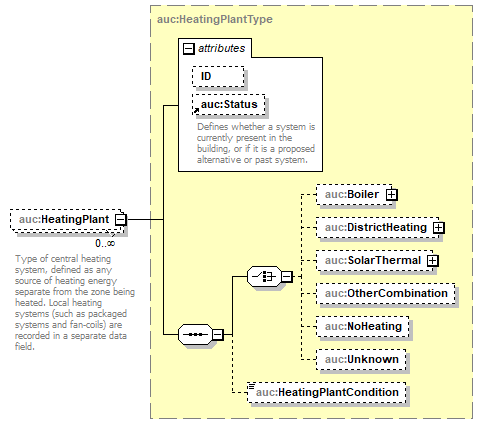 auc:HeatingPlantType
attributes
ID
auc:Status
Defines whether a system is
currently present in the
building, or if it is a proposed
alternative or past system.
auc:HeatingPlant
0..∞
Type of central heating
system, defined as any
source of heating energy
separate from the zone being
heated. Local heating
systems (such as packaged
systems and fan-coils) are
recorded in a separate data
field.
auc:Boiler
auc:DistrictHeating
auc:SolarThermal
auc:OtherCombination
auc:NoHeating
auc:Unknown
auc:HeatingPlantCondition